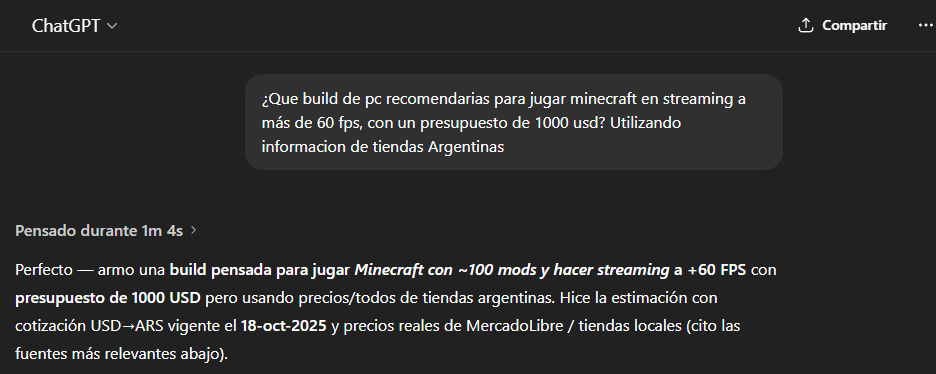 ChatGPT
Compartir
¿Que build de pc recomendarias para jugar minecraft en streaming a
más de 60 fps, con un presupuesto de 1000 usd? Utilizando
informacion de tiendas Argentinas
Pensado durante 1m 4s
Perfecto — armo una build pensada para jugar Minecraft con ~100 mods y hacer streaming a +60 FPS con
presupuesto de 1000 USD pero usando precios/todos de tiendas argentinas. Hice la estimación con
cotización USD→ARS vigente el 18-oct-2025 y precios reales de MercadoLibre / tiendas locales (cito las
fuentes más relevantes abajo).